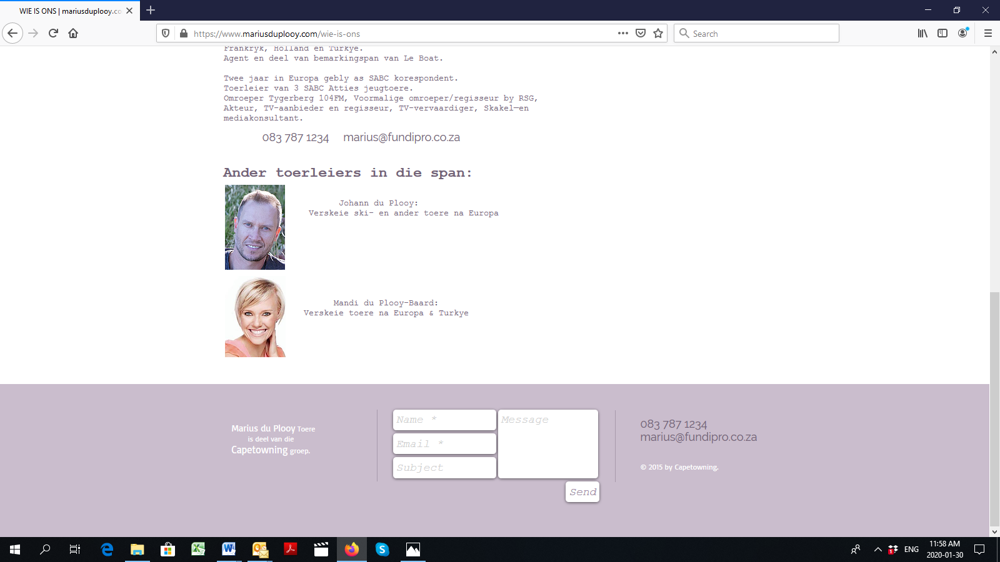 WIE IS ONS | mariusduplooy.co
https://www.mariusduplooy.com/wie-is-ons
Search
Frankryk, Holland en Turkye.
Agent en deel van bemarkingspan van Le Boat.
Twee jaar in Europa gebly as SABC korespondent.
Toerleier van 3 SABC Atties jeugtoere.
Omroeper Tygerberg 104FM, Voormalige omroeper/regisseur by RSG,
Akteur, TV-aanbieder en regisseur, TV-vervaardiger, Skakel—en
mediakonsultant.
083 787 1234 marius@fundipro.co.za
Ander toerleiers in die span:
Johann du Plooy:
Verskeie ski- en ander toere na Europa
Mandi du Plooy-Baard:
Verskeie toere na Europa & Turkye
Marius du Plooy Toere
is deel van die
Capetowning groep.
Name *
Email *
Subject
Message
Send
083 787 1234
marius@fundipro.co.za
© 2015 by Capetowning.
ENG
11:58 AM
2020-01-30